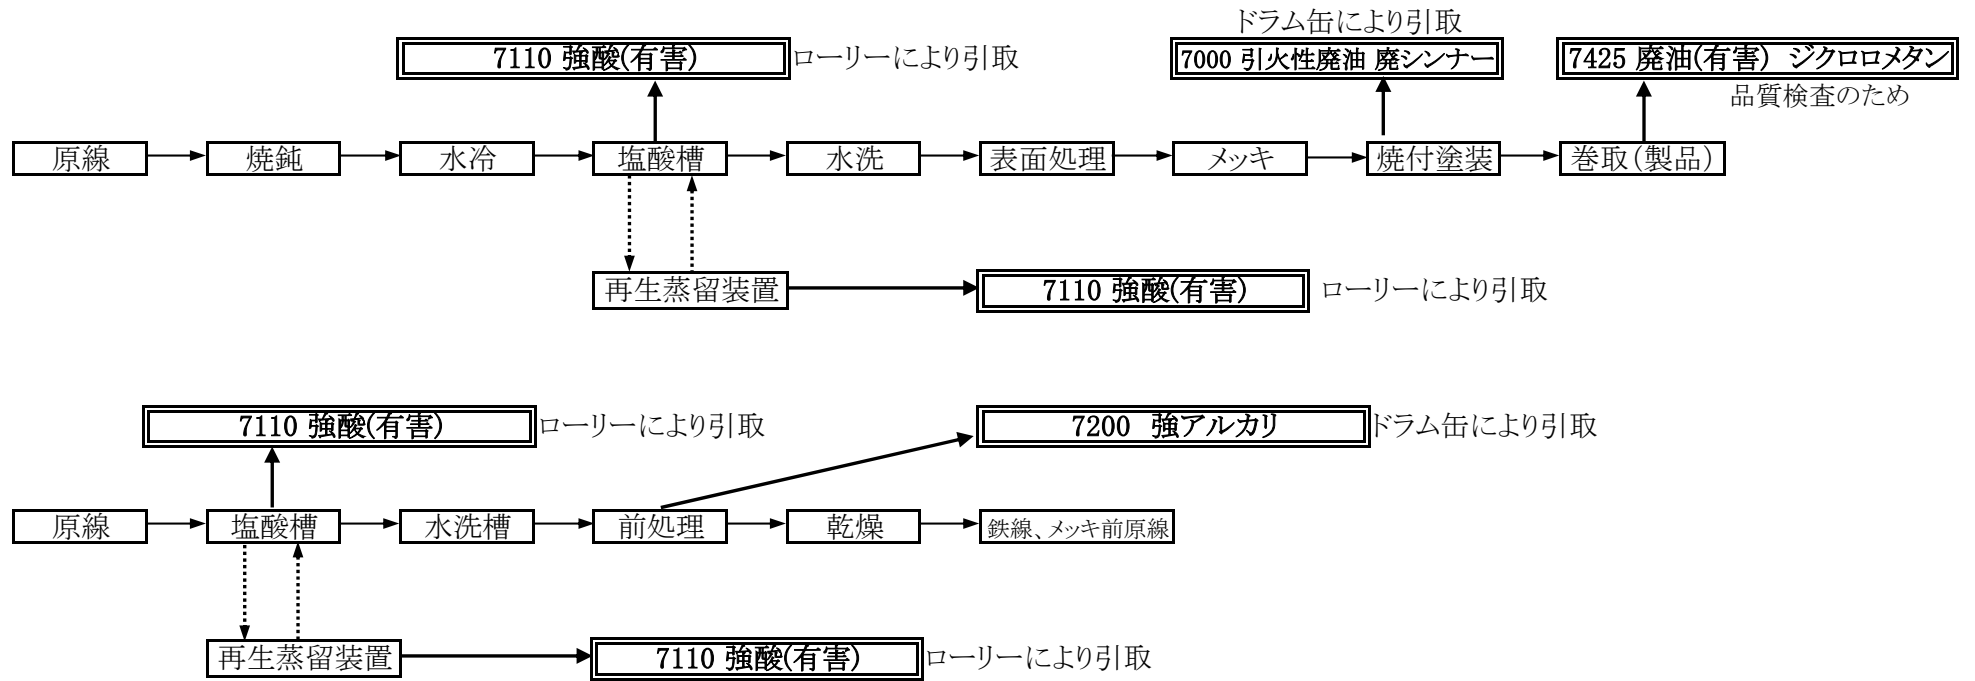 ドラム缶により引取
7110 強酸(有害) ローリーにより引取 7000 引火性廃油 廃シンナー 7425 廃油(有害) ジクロロメタン
品質検査のため
原線 焼鈍 水冷 塩酸槽 水洗 表面処理 メッキ 焼付塗装 巻取(製品)
再生蒸留装置 7110 強酸(有害) ローリーにより引取
7110 強酸(有害) ローリーにより引取 7200 強アルカリ ドラム缶により引取
原線 塩酸槽 水洗槽 前処理 乾燥 鉄線、メッキ前原線
再生蒸留装置 7110 強酸(有害) ローリーにより引取